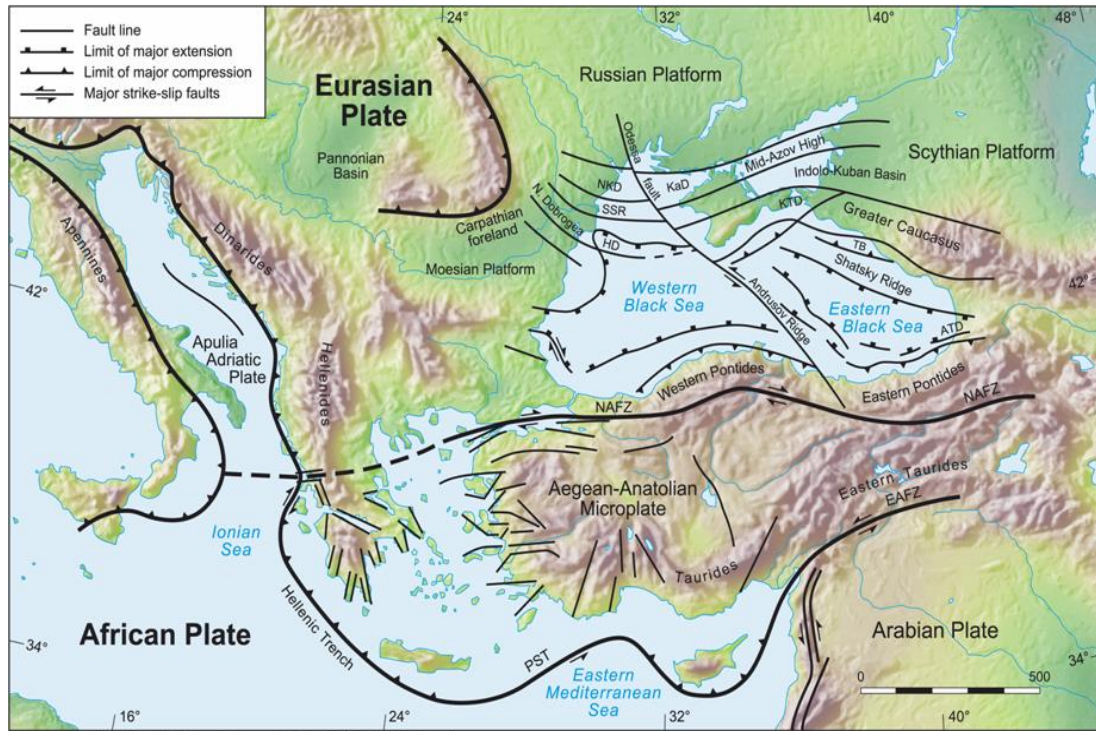 24°
32°
40°
48°
Fault line
Limit of major extension
Limit of major compression
Major strike-slip faults
Eurasian
Plate
Pannonian
Basin
Russian Platform
Scythian Platform
Odessa
fault
Mid-Azov High
Indolo-Kuban Basin
NKD
KaD
SSR
KTD
HD
N. Dobrogua
Carpathian
foreland
Moesian Platform
Greater Caucasus
TB
Shatsky Ridge
Western
Black Sea
Andrusov Ridge
Eastern
Black Sea
ATD
Apennines
Dinarides
42°
42°
Apulia
Adriatic
Plate
Hellenides
Western Pontides
Eastern Pontides
NAFZ
NAFZ
Aegean-Anatolian
Microplate
Eastern Taurides
EAFZ
Taurides
Ionian
Sea
Hellenic Trench
African Plate
PST
Eastern
Mediterranean
Sea
Arabian Plate
34°
34°
0
500
16°
24°
32°
40°